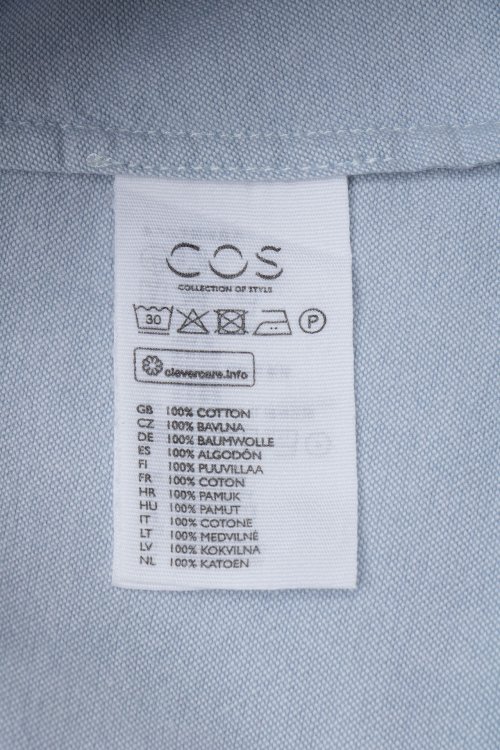 COS
COLLECTION OF STYLE
30 P
clevercare.info
GB 100% COTTON
CZ 100% BAVLNA
DE 100% BAUMWOLLE
ES 100% ALGODÓN
FI 100% PUUVILLAA
FR 100% COTON
HR 100% PAMUK
HU 100% PAMUT
IT 100% COTONE
LT 100% MEDVILNĖ
LV 100% KOKVILNA
NL 100% KATOEN